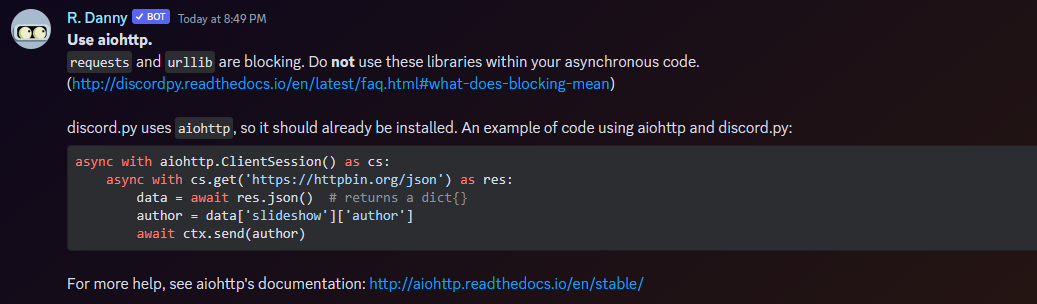 R. Danny ✓ BOT Today at 8:49 PM
Use aiohttp.
requests and urllib are blocking. Do not use these libraries within your asynchronous code.
(http://discordpy.readthedocs.io/en/latest/faq.html#what-does-blocking-mean)
discord.py uses aiohttp, so it should already be installed. An example of code using aiohttp and discord.py:
async with aiohttp.ClientSession() as cs:
    async with cs.get('https://httpbin.org/json') as res:
        data = await res.json()  # returns a dict{}
        author = data['slideshow']['author']
        await ctx.send(author)
For more help, see aiohttp's documentation: http://aiohttp.readthedocs.io/en/stable/